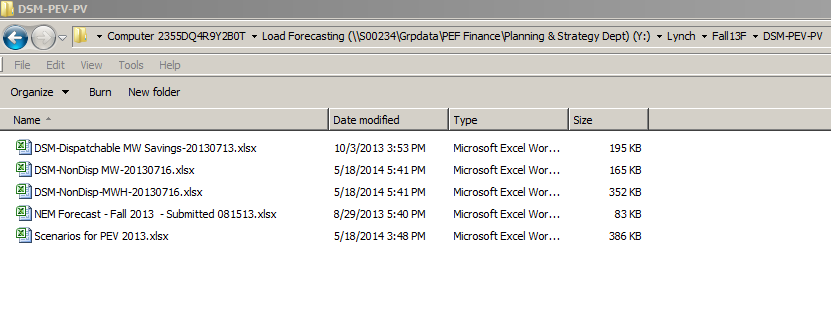 DSM-PEV-PV
Computer 2355DQ4R9Y2B0T Load Forecasting (\\S00234\Grpdata\PEF Finance\Planning & Strategy Dept) (Y:) Lynch Fall13F DSM-PEV-PV
File Edit View Tools Help
Organize Burn New folder
Name Date modified Type Size
DSM-Dispatchable MW Savings-20130713.xlsx 10/3/2013 3:53 PM Microsoft Excel Wor... 195 KB
DSM-NonDisp MW-20130716.xlsx 5/18/2014 5:41 PM Microsoft Excel Wor... 165 KB
DSM-NonDisp-MWH-20130716.xlsx 5/18/2014 5:41 PM Microsoft Excel Wor... 352 KB
NEM Forecast - Fall 2013  - Submitted 081513.xlsx 8/29/2013 5:40 PM Microsoft Excel Wor... 83 KB
Scenarios for PEV 2013.xlsx 5/18/2014 3:48 PM Microsoft Excel Wor... 386 KB